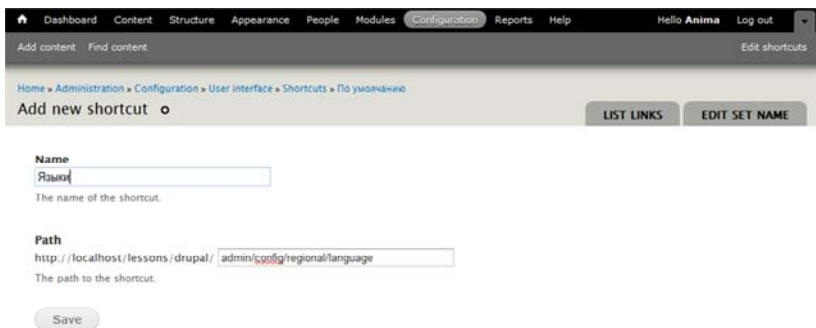 Dashboard Content Structure Appearance People Modules Configuration Reports Help Hello Anima Log out
Add content Find content Edit shortcuts
Home » Administration » Configuration » User interface » Shortcuts » По умолчанию
Add new shortcut
LIST LINKS EDIT SET NAME
Name
Языки
The name of the shortcut.
Path
http://localhost/lessons/drupal/ admin/config/regional/language
The path to the shortcut.
Save